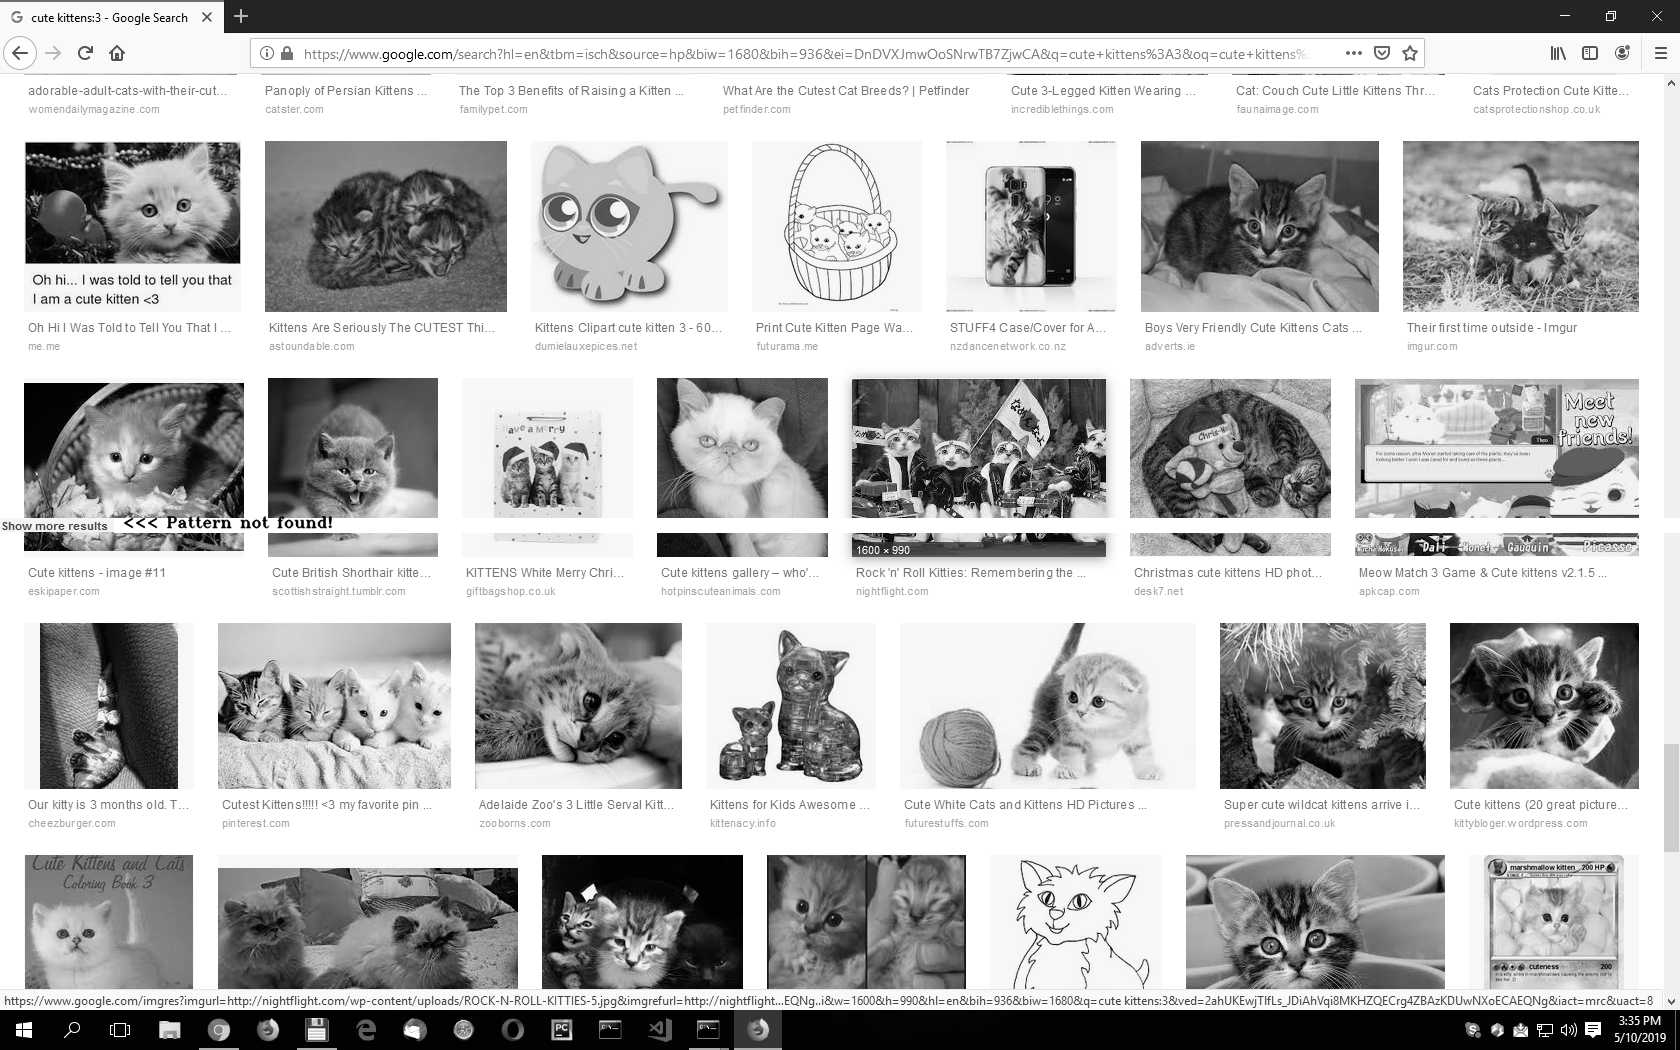 cute kittens:3 - Google Search
https://www.google.com/search?hl=en&tbm=isch&source=hp&biw=1680&bih=936&ei=DnDVXJmwOoSNrwTB7ZjwCA&q=cute+kittens%3A3&oq=cute+kittens%
adorable-adult-cats-with-their-cut...
Panoply of Persian Kittens ...
The Top 3 Benefits of Raising a Kitten ...
What Are the Cutest Cat Breeds? | Petfinder
Cute 3-Legged Kitten Wearing ...
Cat: Couch Cute Little Kittens Thr...
Cats Protection Cute Kitte...
womendailymagazine.com
catster.com
familypet.com
petfinder.com
incrediblethings.com
faunaimage.com
catsprotectionshop.co.uk
Oh hi... I was told to tell you that
I am a cute kitten <3
Oh Hi I Was Told to Tell You That I ...
Kittens Are Seriously The CUTEST Thi...
Kittens Clipart cute kitten 3 - 60...
Print Cute Kitten Page Wa...
STUFF4 Case/Cover for A...
Boys Very Friendly Cute Kittens Cats ...
Their first time outside - Imgur
me.me
astoundable.com
dumielauxepices.net
futurama.me
nzdancenetwork.co.nz
adverts.ie
imgur.com
ave a Merry
Chris
Meet
new
friends!
Theo
Show more results
<<< Pattern not found!
1600 × 990
Dali
Monet
Gauguin
Picasso
Cute kittens - image #11
Cute British Shorthair kitte...
KITTENS White Merry Chri...
Cute kittens gallery – who'...
Rock 'n' Roll Kitties: Remembering the ...
Christmas cute kittens HD phot...
Meow Match 3 Game & Cute kittens v2.1.5 ...
eskipaper.com
scottishstraight.tumblr.com
giftbagshop.co.uk
hotpinscuteanimals.com
nightflight.com
desk7.net
apkcap.com
Our kitty is 3 months old. T...
Cutest Kittens!!!!! <3 my favorite pin ...
Adelaide Zoo's 3 Little Serval Kitt...
Kittens for Kids Awesome ...
Cute White Cats and Kittens HD Pictures ...
Super cute wildcat kittens arrive i...
Cute kittens (20 great picture...
cheezburger.com
pinterest.com
zooborns.com
kittenacy.info
futurestuffs.com
pressandjournal.co.uk
kittybloger.wordpress.com
Cute Kittens and Cats
Coloring Book 3
marshmallow kitten 200 HP
cuteness 200
https://www.google.com/imgres?imgurl=http://nightflight.com/wp-content/uploads/ROCK-N-ROLL-KITTIES-5.jpg&imgrefurl=http://nightflight...EQNg..i&w=1600&h=990&hl=en&bih=936&biw=1680&q=cute kittens:3&ved=2ahUKEwjTlfLs_JDiAhVqi8MKHZQECrg4ZBAzKDUwNXoECAEQNg&iact=mrc&uact=8
PC
3:35 PM
5/10/2019